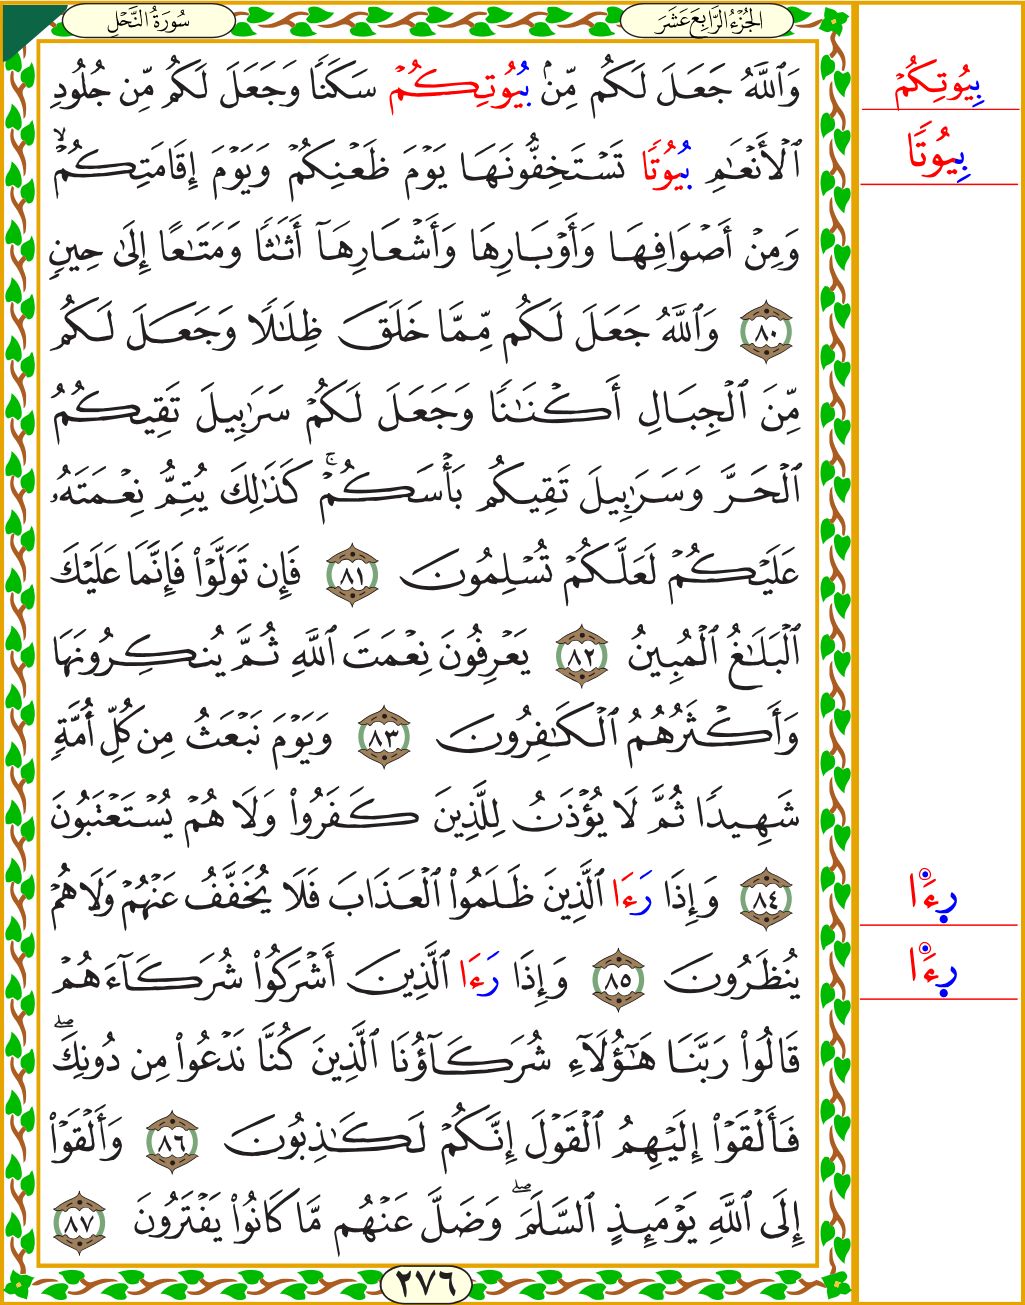 الجُزْءُ الرَّابِعَ عَشَرَ
سُورَةُ النَّحْلِ
وَٱللَّهُ جَعَلَ لَكُم مِّنۢ بُيُوتِكُمۡ سَكَنٗا وَجَعَلَ لَكُم مِّن جُلُودِ
ٱلۡأَنۡعَٰمِ بُيُوتٗا تَسۡتَخِفُّونَهَا يَوۡمَ ظَعۡنِكُمۡ وَيَوۡمَ إِقَامَتِكُمۡۙ
وَمِنۡ أَصۡوَافِهَا وَأَوۡبَارِهَا وَأَشۡعَارِهَآ أَثَٰثٗا وَمَتَٰعًا إِلَىٰ حِينٖ
٨٠ وَٱللَّهُ جَعَلَ لَكُم مِّمَّا خَلَقَ ظِلَٰلٗا وَجَعَلَ لَكُم
مِّنَ ٱلۡجِبَالِ أَكۡنَٰنٗا وَجَعَلَ لَكُمۡ سَرَٰبِيلَ تَقِيكُمُ
ٱلۡحَرَّ وَسَرَٰبِيلَ تَقِيكُم بَأۡسَكُمۡۚ كَذَٰلِكَ يُتِمُّ نِعۡمَتَهُۥ
عَلَيۡكُمۡ لَعَلَّكُمۡ تُسۡلِمُونَ ٨١ فَإِن تَوَلَّوۡاْ فَإِنَّمَا عَلَيۡكَ
ٱلۡبَلَٰغُ ٱلۡمُبِينُ ٨٢ يَعۡرِفُونَ نِعۡمَتَ ٱللَّهِ ثُمَّ يُنكِرُونَهَا
وَأَكۡثَرُهُمُ ٱلۡكَٰفِرُونَ ٨٣ وَيَوۡمَ نَبۡعَثُ مِن كُلِّ أُمَّةٖ
شَهِيدٗا ثُمَّ لَا يُؤۡذَنُ لِلَّذِينَ كَفَرُواْ وَلَا هُمۡ يُسۡتَعۡتَبُونَ
٨٤ وَإِذَا رَءَا ٱلَّذِينَ ظَلَمُواْ ٱلۡعَذَابَ فَلَا يُخَفَّفُ عَنۡهُمۡ وَلَا هُمۡ
يُنظَرُونَ ٨٥ وَإِذَا رَءَا ٱلَّذِينَ أَشۡرَكُواْ شُرَكَآءَهُمۡ
قَالُواْ رَبَّنَا هَٰٓؤُلَآءِ شُرَكَآؤُنَا ٱلَّذِينَ كُنَّا نَدۡعُواْ مِن دُونِكَۖ
فَأَلۡقَوۡاْ إِلَيۡهِمُ ٱلۡقَوۡلَ إِنَّكُمۡ لَكَٰذِبُونَ ٨٦ وَأَلۡقَوۡاْ
إِلَى ٱللَّهِ يَوۡمَئِذٍ ٱلسَّلَمَۖ وَضَلَّ عَنۡهُم مَّا كَانُواْ يَفۡتَرُونَ ٨٧
٢٧٦
بِيُوتِكُمۡ
بِيُوتٗا
رِءَا
رِءَا